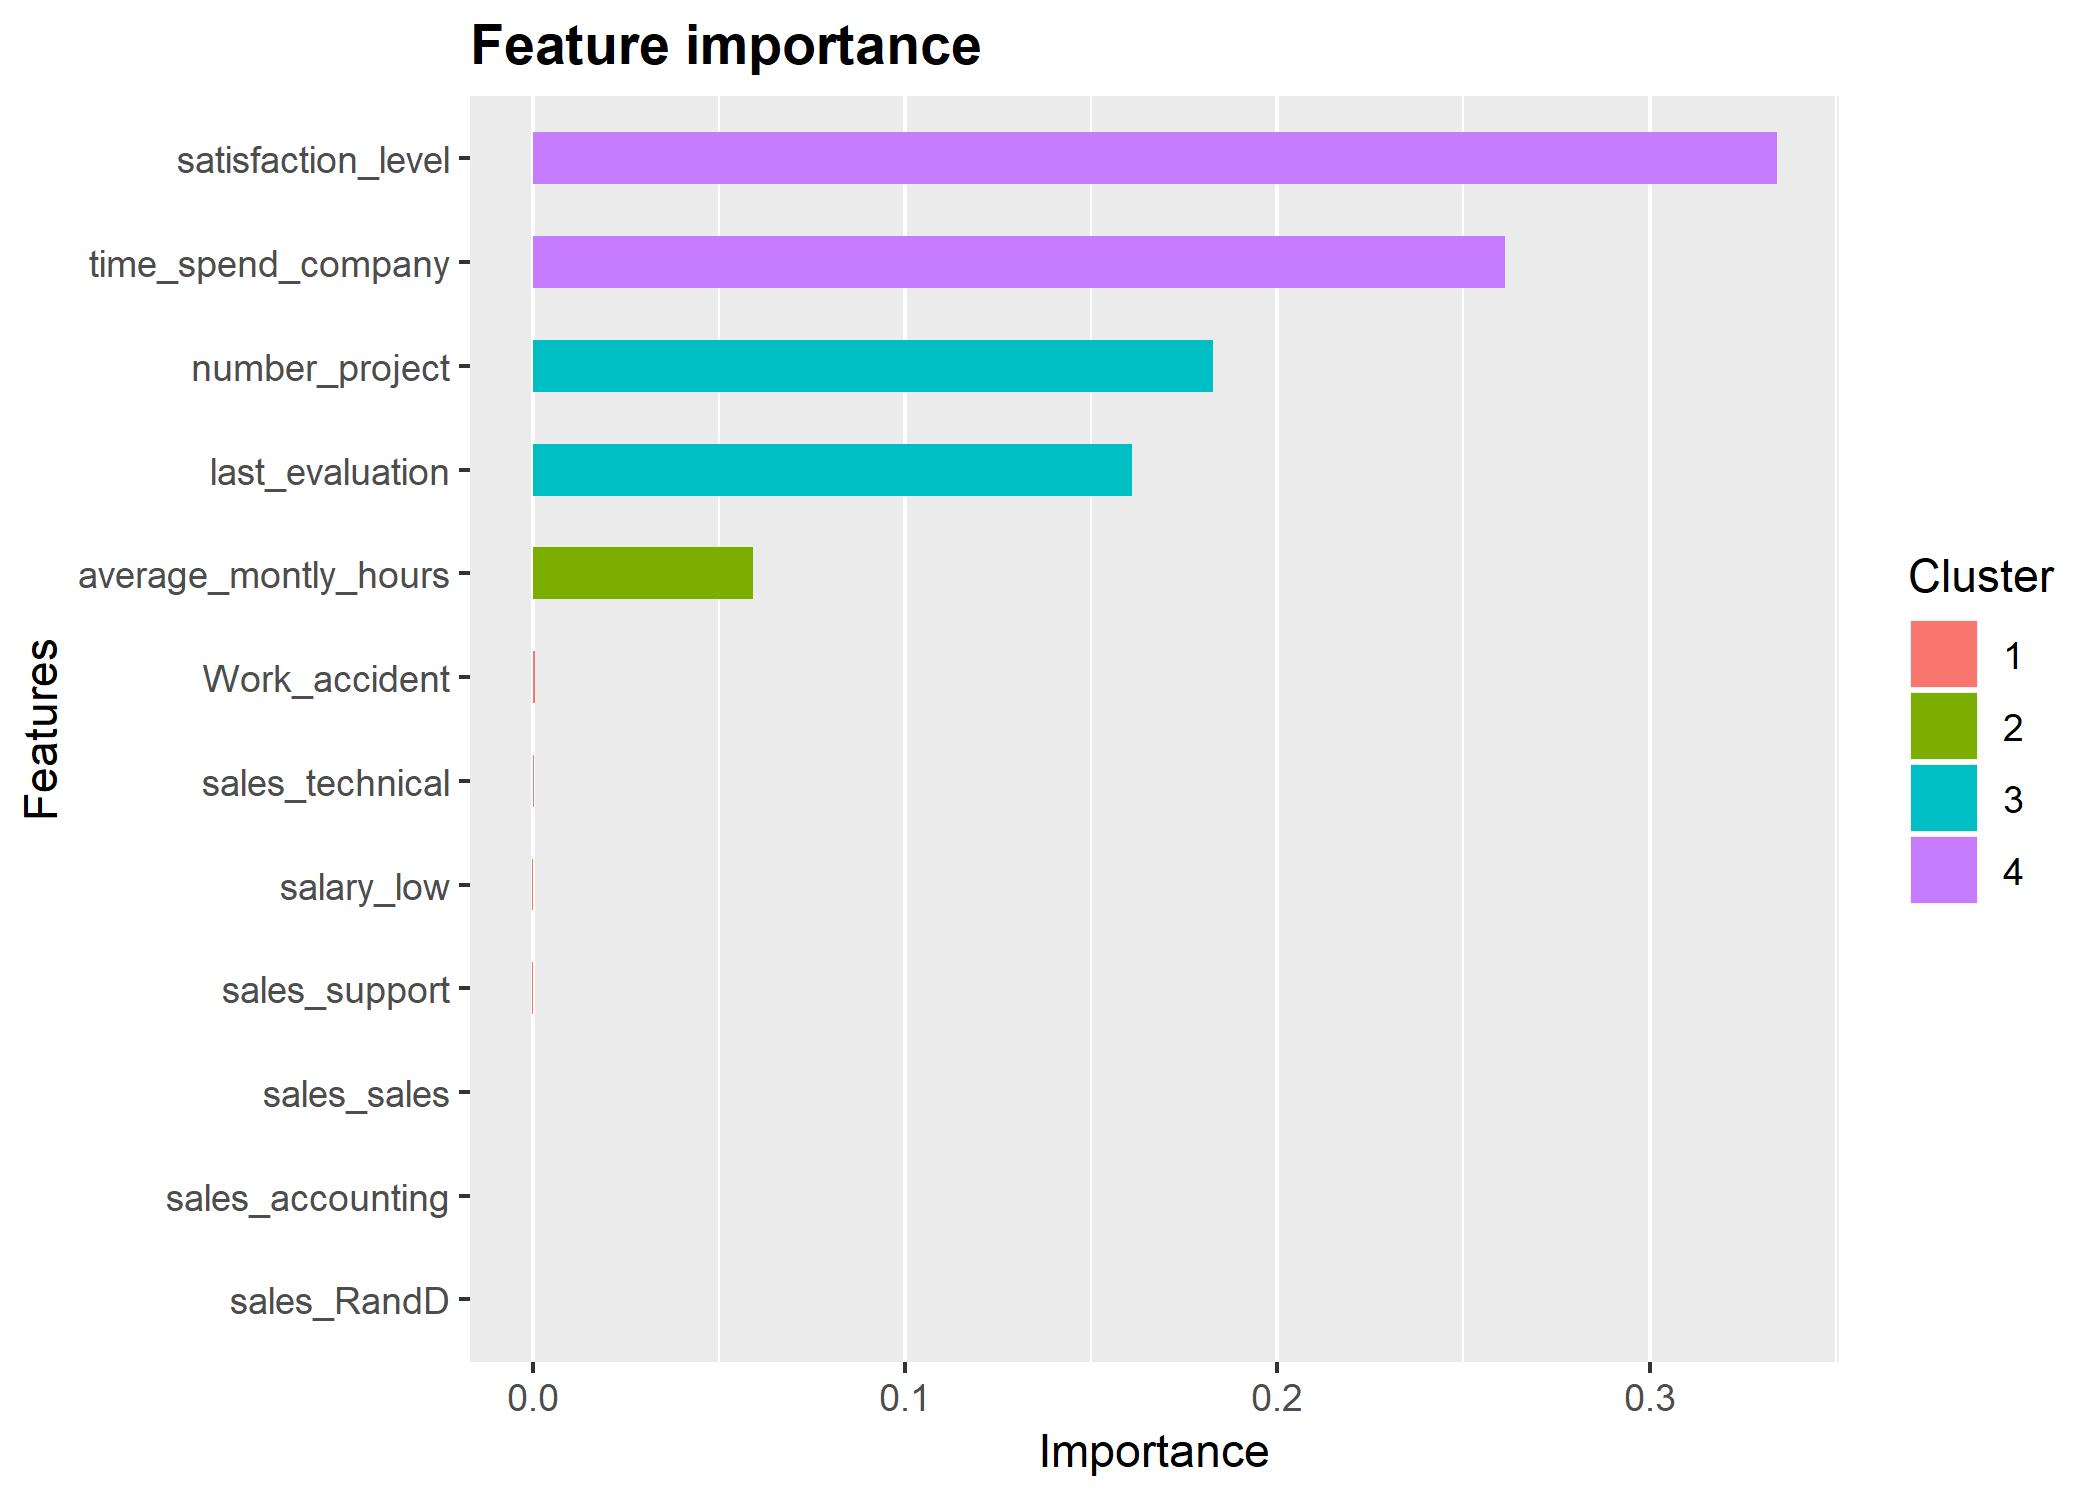 Feature importance
satisfaction_level
time_spend_company
number_project
last_evaluation
average_montly_hours
Work_accident
sales_technical
salary_low
sales_support
sales_sales
sales_accounting
sales_RandD
Features
0.0 0.1 0.2 0.3
Importance
Cluster
1
2
3
4